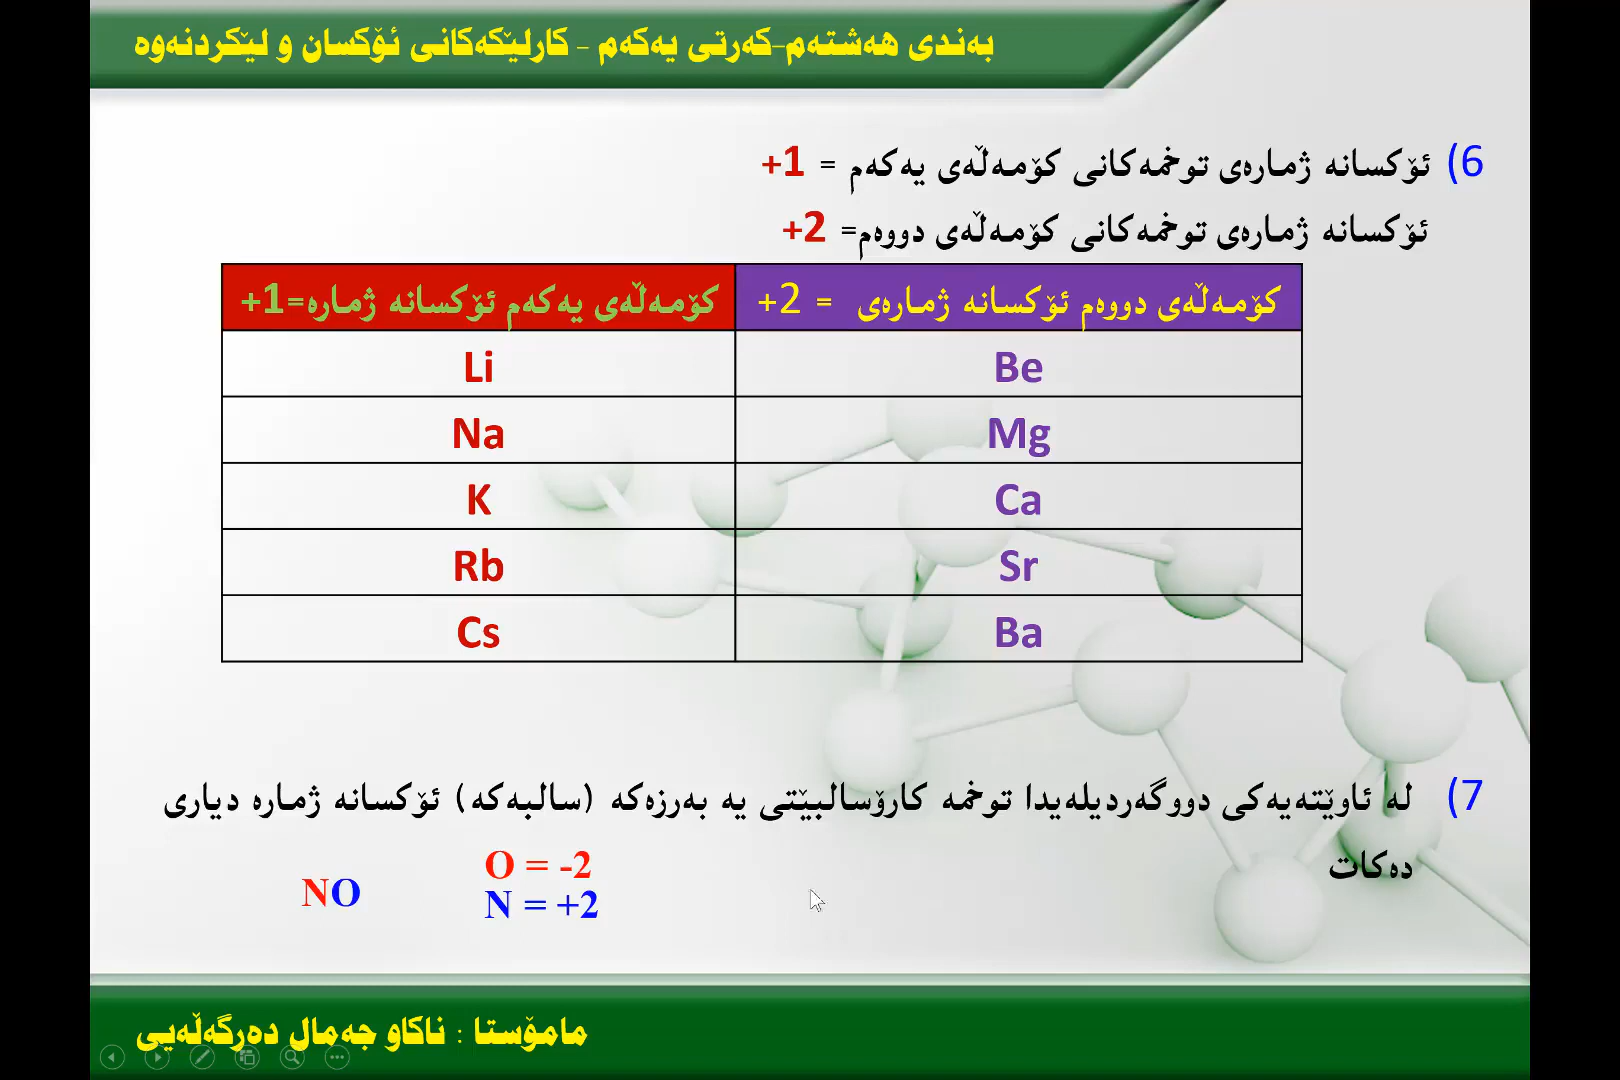 بەندی هەشتەم-کەرتی یەکەم - کارلێکەکانی ئۆکسان و لێکردنەوە
6) ئۆکسانە ژمارەی توخمەکانی کۆمەڵەی یەکەم = +1
ئۆکسانە ژمارەی توخمەکانی کۆمەڵەی دووەم= +2
کۆمەڵەی یەکەم ئۆکسانە ژمارە=+1 کۆمەڵەی دووەم ئۆکسانە ژمارەی = +2
Li Be
Na Mg
K Ca
Rb Sr
Cs Ba
7) لە ئاوێتەیەکی دووگەردیلەیدا توخمە کارۆسالبێتی یە بەرزەکە (سالبەکە) ئۆکسانە ژمارە دیاری
دەکات
O = -2
NO
N = +2
مامۆستا : ناکاو جەمال دەرگەڵەیی